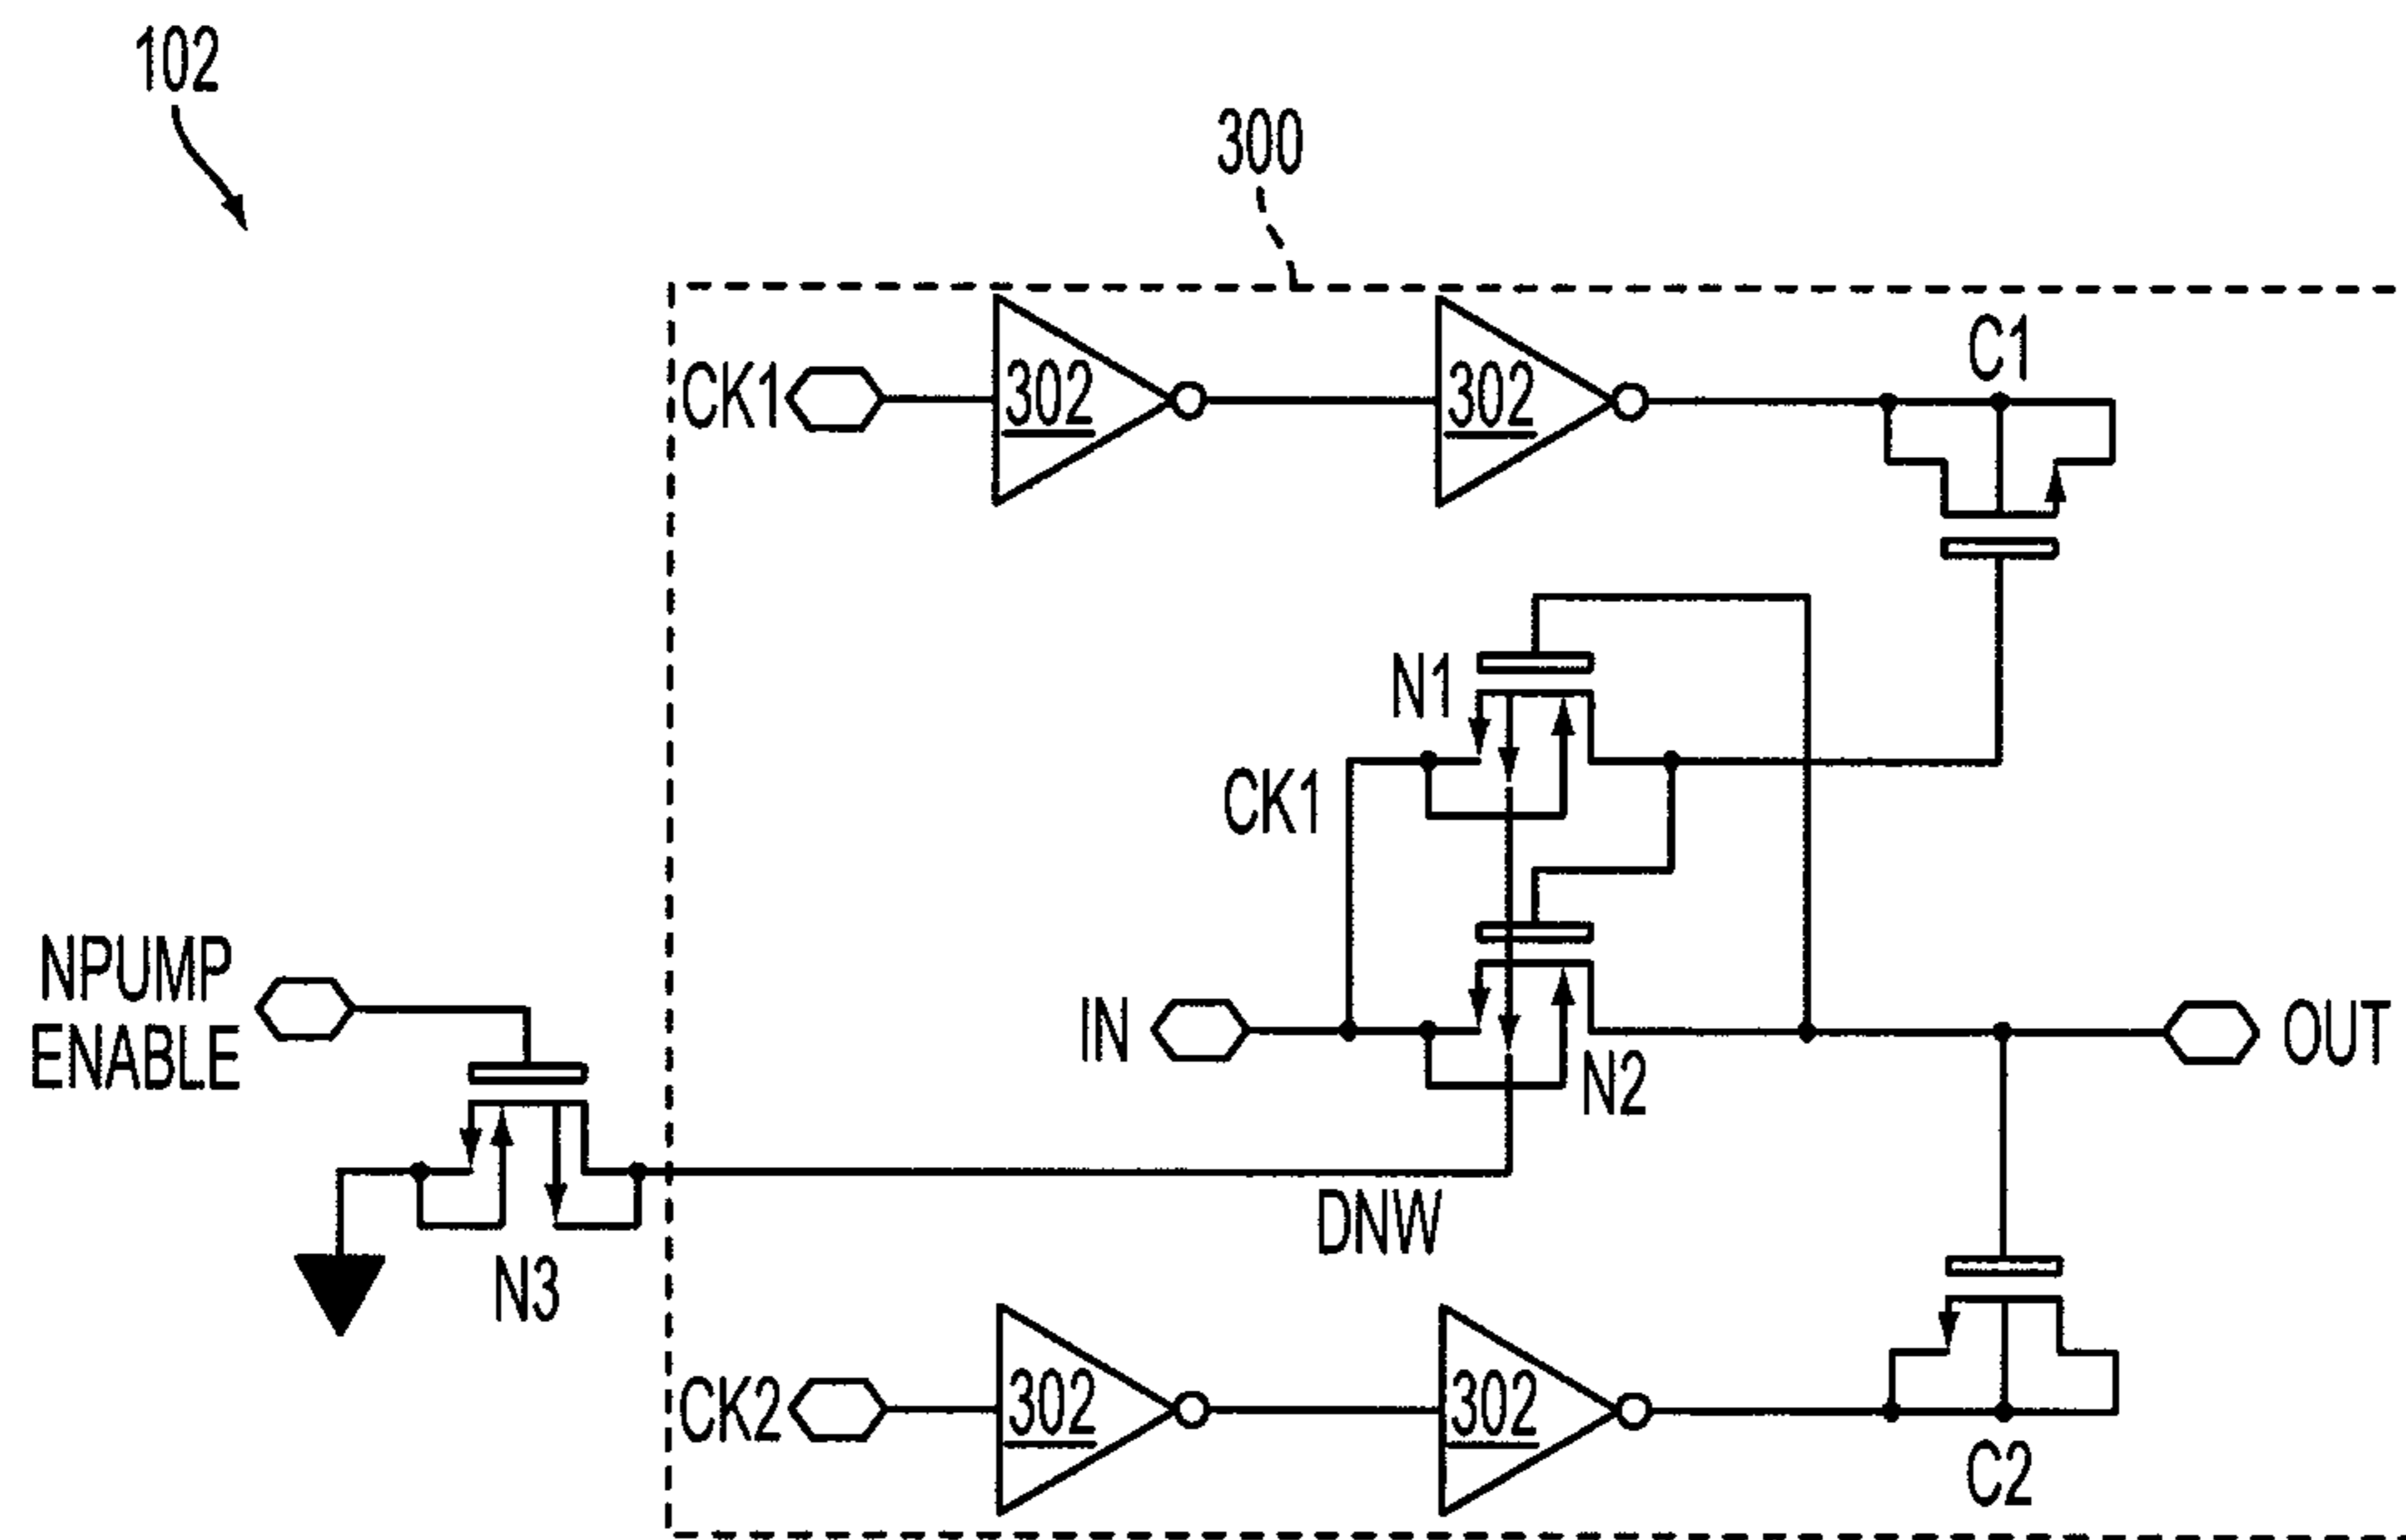 102
300
CK1
302
302
C1
N1
CK1
NPUMP
ENABLE
IN
OUT
N2
DNW
N3
CK2
302
302
C2